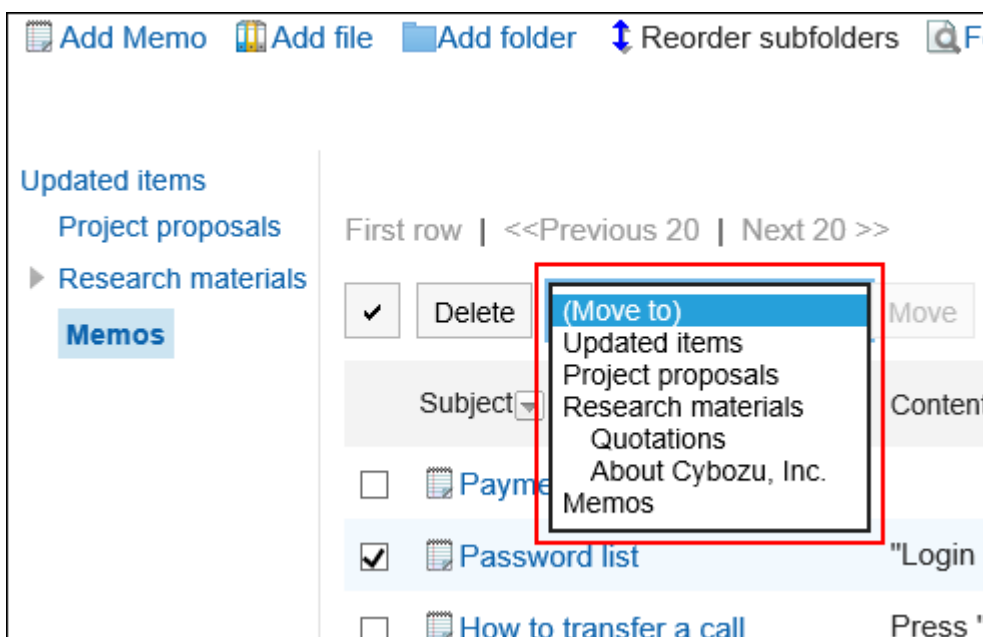 Add Memo Add file Add folder Reorder subfolders
Updated items
Project proposals
Research materials
Memos
First row | <<Previous 20 | Next 20 >>
Delete
Move
(Move to)
Updated items
Project proposals
Research materials
Quotations
About Cybozu, Inc.
Memos
Subject
Password list
"Login
How to transfer a call
Press "